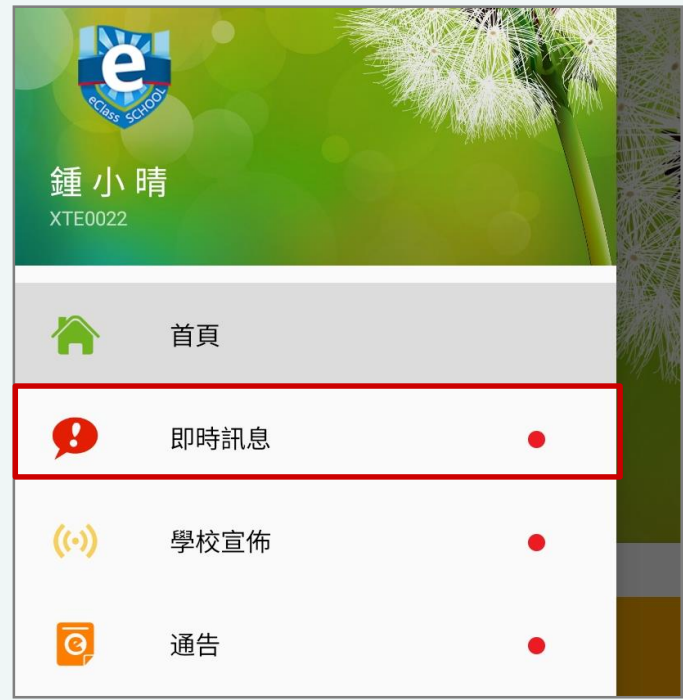 e
eClass SCHOOL
鍾 小 晴
XTE0022
首頁
即時訊息
學校宣佈
通告